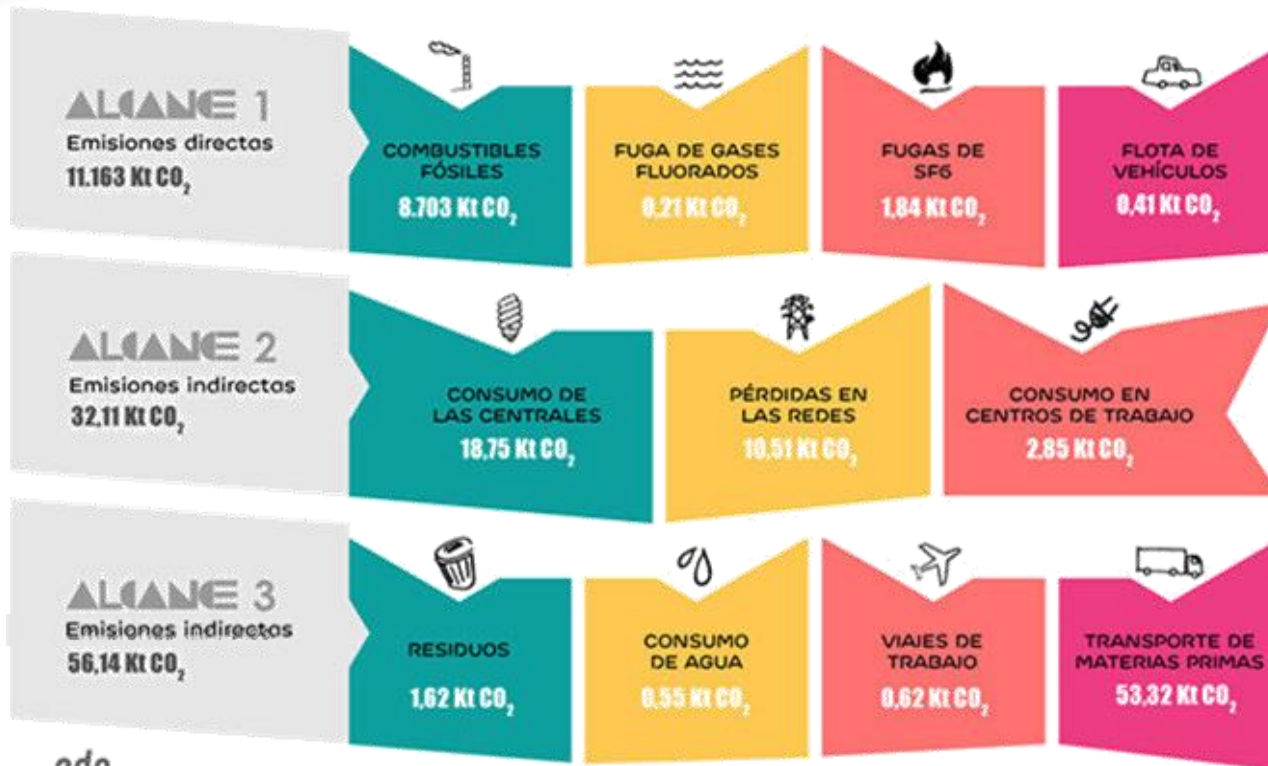 ALCANCE 1
Emisiones directas
11.163 Kt CO₂
COMBUSTIBLES
FÓSILES
8.703 Kt CO₂
FUGA DE GASES
FLUORADOS
0,21 Kt CO₂
FUGAS DE
SF6
1,84 Kt CO₂
FLOTA DE
VEHÍCULOS
0,41 Kt CO₂
ALCANCE 2
Emisiones indirectas
32,11 Kt CO₂
CONSUMO DE
LAS CENTRALES
18,75 Kt CO₂
PÉRDIDAS EN
LAS REDES
10,51 Kt CO₂
CONSUMO EN
CENTROS DE TRABAJO
2,85 Kt CO₂
ALCANCE 3
Emisiones indirectas
56,14 Kt CO₂
RESIDUOS
1,62 Kt CO₂
CONSUMO
DE AGUA
0,55 Kt CO₂
VIAJES DE
TRABAJO
0,62 Kt CO₂
TRANSPORTE DE
MATERIAS PRIMAS
53,32 Kt CO₂